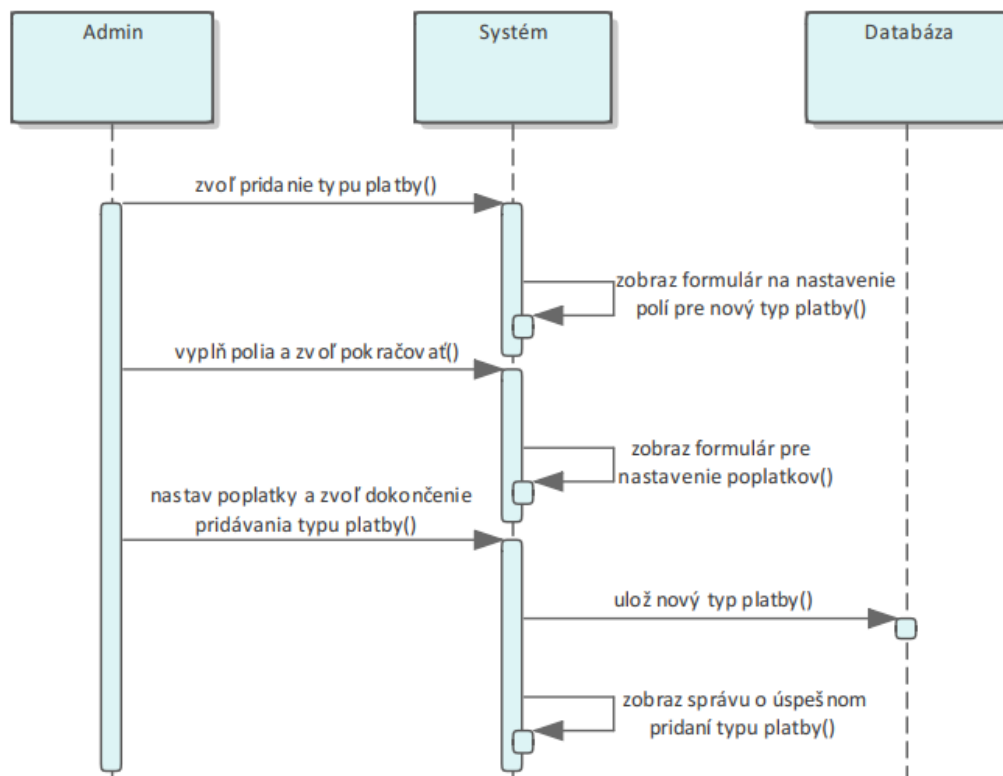 Admin
Systém
Databáza
zvoľ pridanie typu platby()
zobraz formulár na nastavenie
polí pre nový typ platby()
vyplň polia a zvoľ pokračovať()
zobraz formulár pre
nastavenie poplatkov()
nastav poplatky a zvoľ dokončenie
pridávania typu platby()
ulož nový typ platby()
zobraz správu o úspešnom
pridaní typu platby()